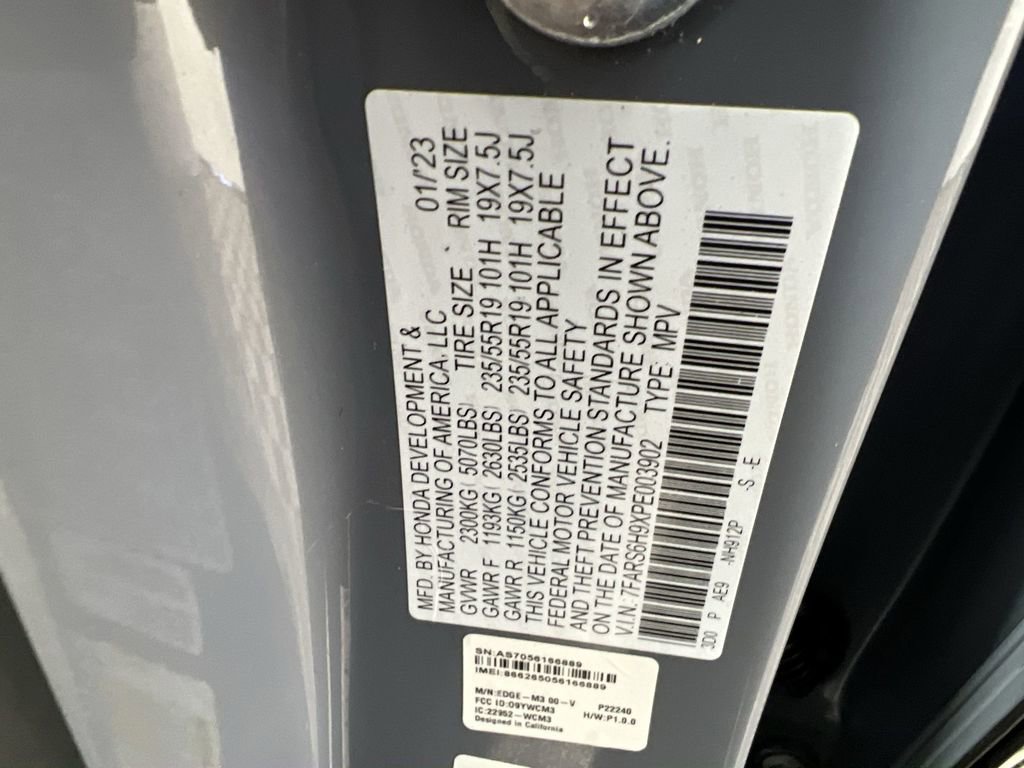 MFD. BY HONDA DEVELOPMENT &
MANUFACTURING OF AMERICA, LLC 01/'23
GVWR 2300KG( 5070LBS) TIRE SIZE RIM SIZE
GAWR F 1193KG( 2630LBS) 235/55R19 101H 19X7.5J
GAWR R 1150KG( 2535LBS) 235/55R19 101H 19X7.5J
THIS VEHICLE CONFORMS TO ALL APPLICABLE
FEDERAL MOTOR VEHICLE SAFETY
AND THEFT PREVENTION STANDARDS IN EFFECT
ON THE DATE OF MANUFACTURE SHOWN ABOVE.
V.I.N. 7FARS6H9XPE003902 TYPE: MPV
3D0 P AE9 -NH912P -S -E
SN:AS7056166889
IMEI:866265056166889
M/N:EDGE-M3 00-V P22240
FCC ID:O9YWCM3 H/W:P1.0.0
IC:22952-WCM3
Designed in California